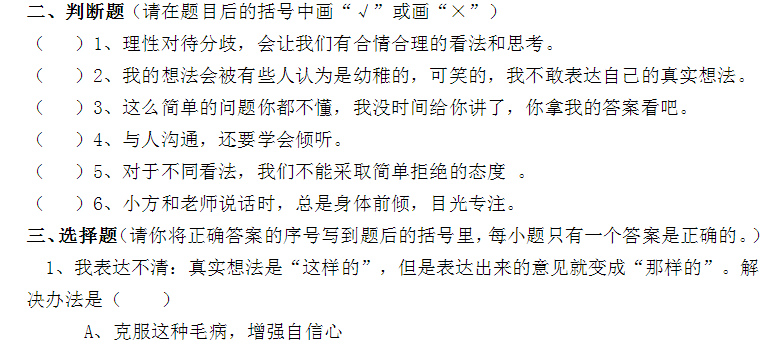 二、判断题（请在题目后的括号中画“√”或画“×”）
（    ）1、理性对待分歧，会让我们有合情合理的看法和思考。
（    ）2、我的想法会被有些人认为是幼稚的，可笑的，我不敢表达自己的真实想法。
（    ）3、这么简单的问题你都不懂，我没时间给你讲了，你拿我的答案看吧。
（    ）4、与人沟通，还要学会倾听。
（    ）5、对于不同看法，我们不能采取简单拒绝的态度 。
（    ）6、小方和老师说话时，总是身体前倾，目光专注。
三、选择题（请你将正确答案的序号写到题后的括号里，每小题只有一个答案是正确的。）
1、我表达不清：真实想法是“这样的”，但是表达出来的意见就变成“那样的”。解
决办法是（    ）
A、克服这种毛病，增强自信心